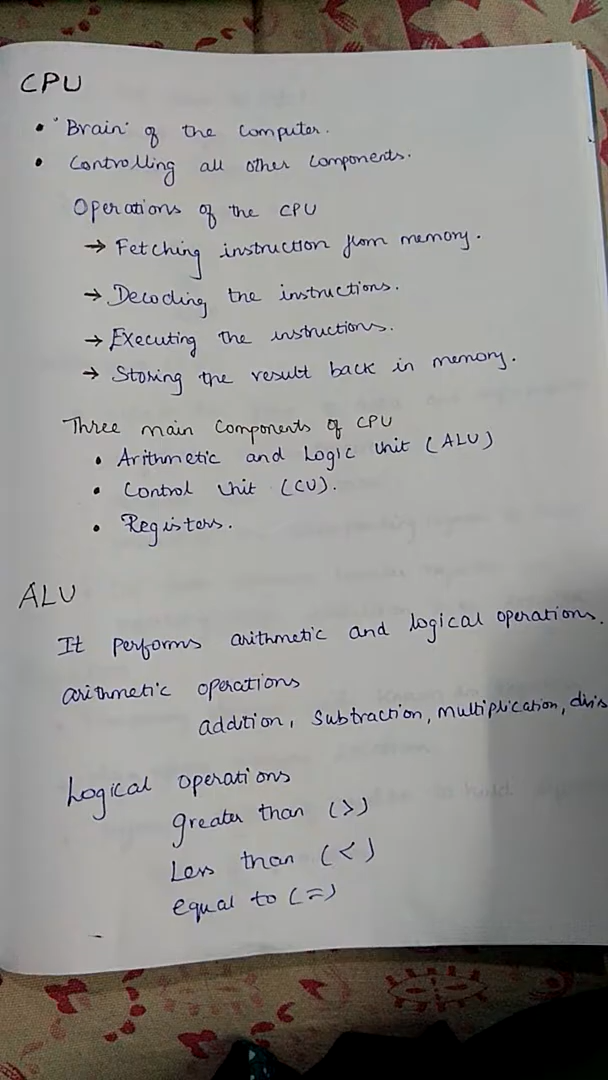 CPU
• "Brain" of the Computer.
• Controlling all other Components.
Operations of the CPU
→ Fetching instruction from memory.
→ Decoding the instructions.
→ Executing the instructions.
→ Storing the result back in memory.
Three main Components of CPU
• Arithmetic and Logic Unit (ALU)
• Control Unit (CU).
• Registers.
ALU
It performs arithmetic and logical operations.
arithmetic operations
addition, Subtraction, multiplication, divis
Logical operations
greater than (>)
Less than (<)
equal to (=)